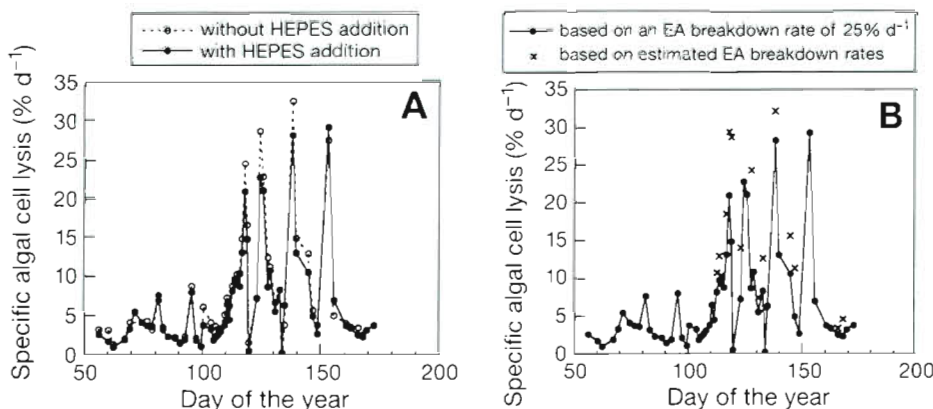 without HEPES addition
with HEPES addition
A
Specific algal cell lysis (% d⁻¹)
35
30
25
20
15
10
5
0
50
100
150
200
Day of the year
based on an EA breakdown rate of 25% d⁻¹
based on estimated EA breakdown rates
B
Specific algal cell lysis (% d⁻¹)
35
30
25
20
15
10
5
0
50
100
150
200
Day of the year